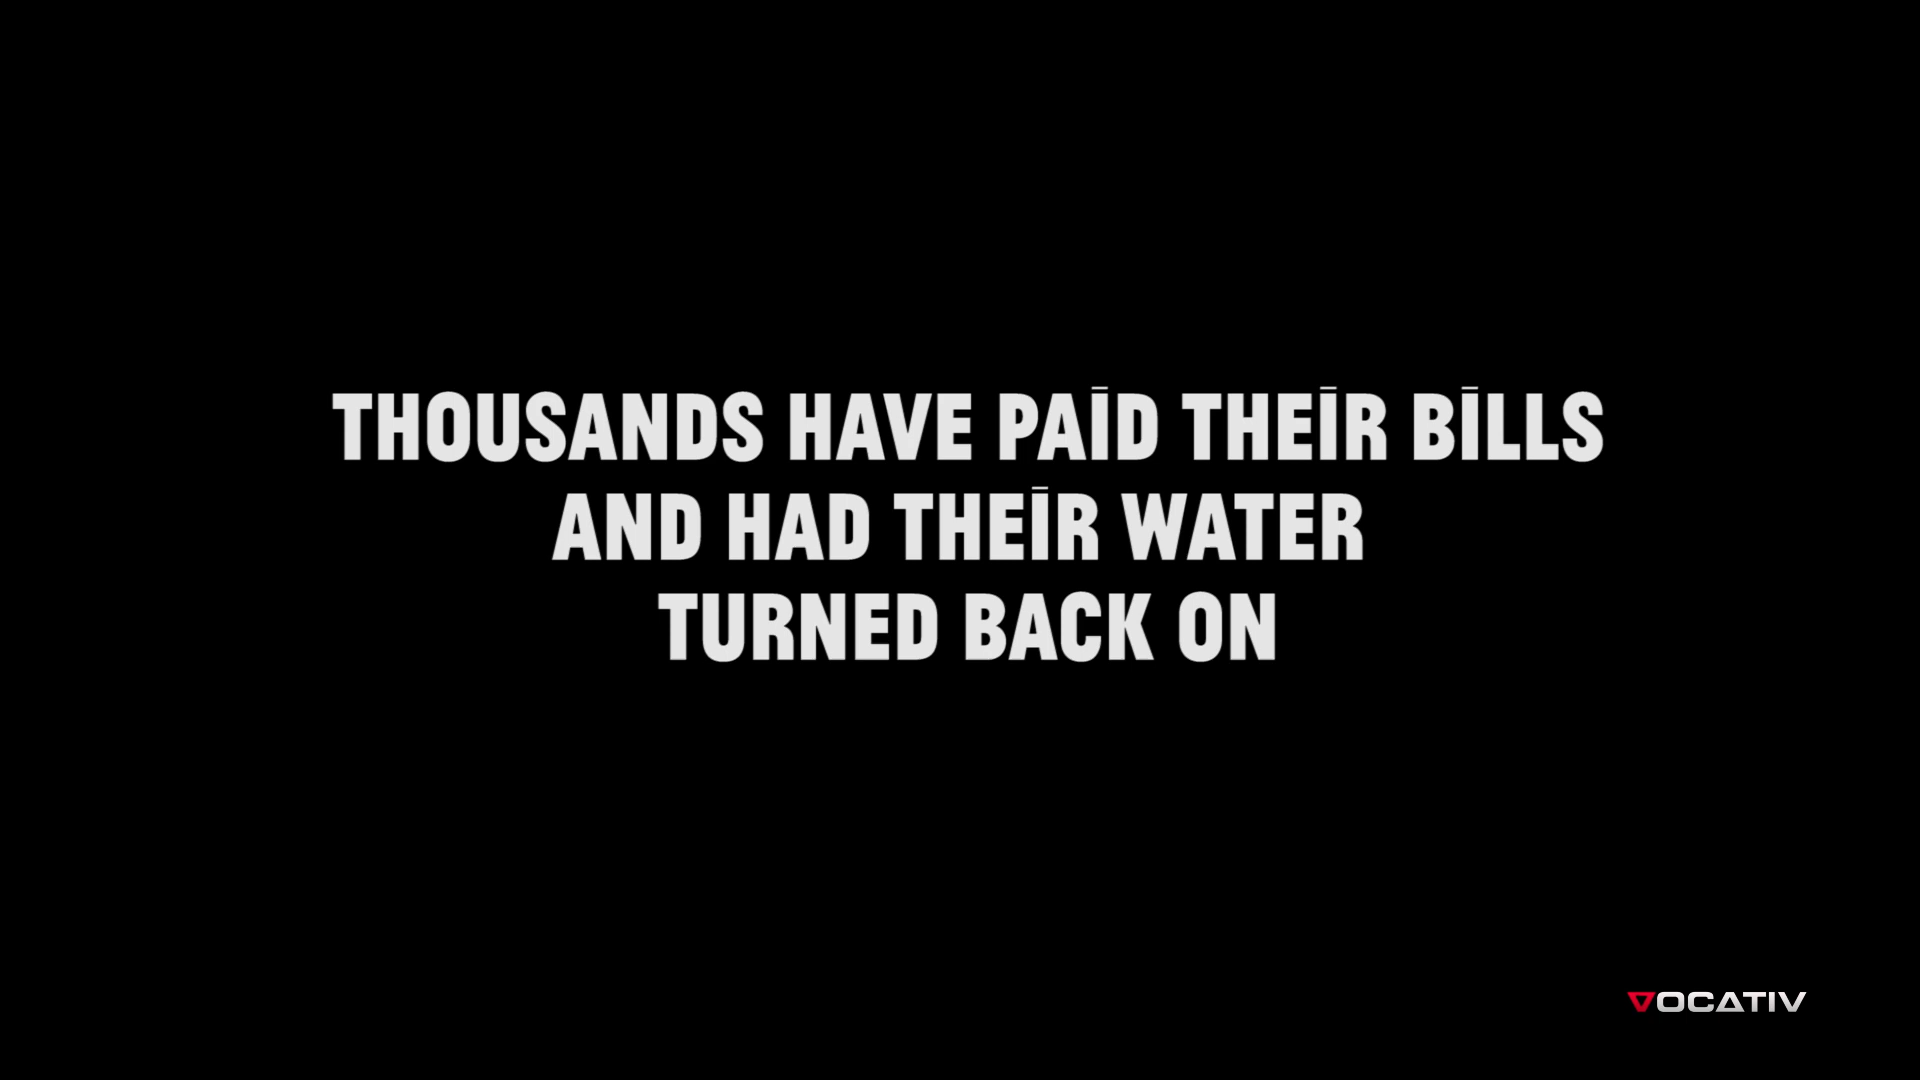 THOUSANDS HAVE PAID THEIR BILLS
AND HAD THEIR WATER
TURNED BACK ON
VOCATIV